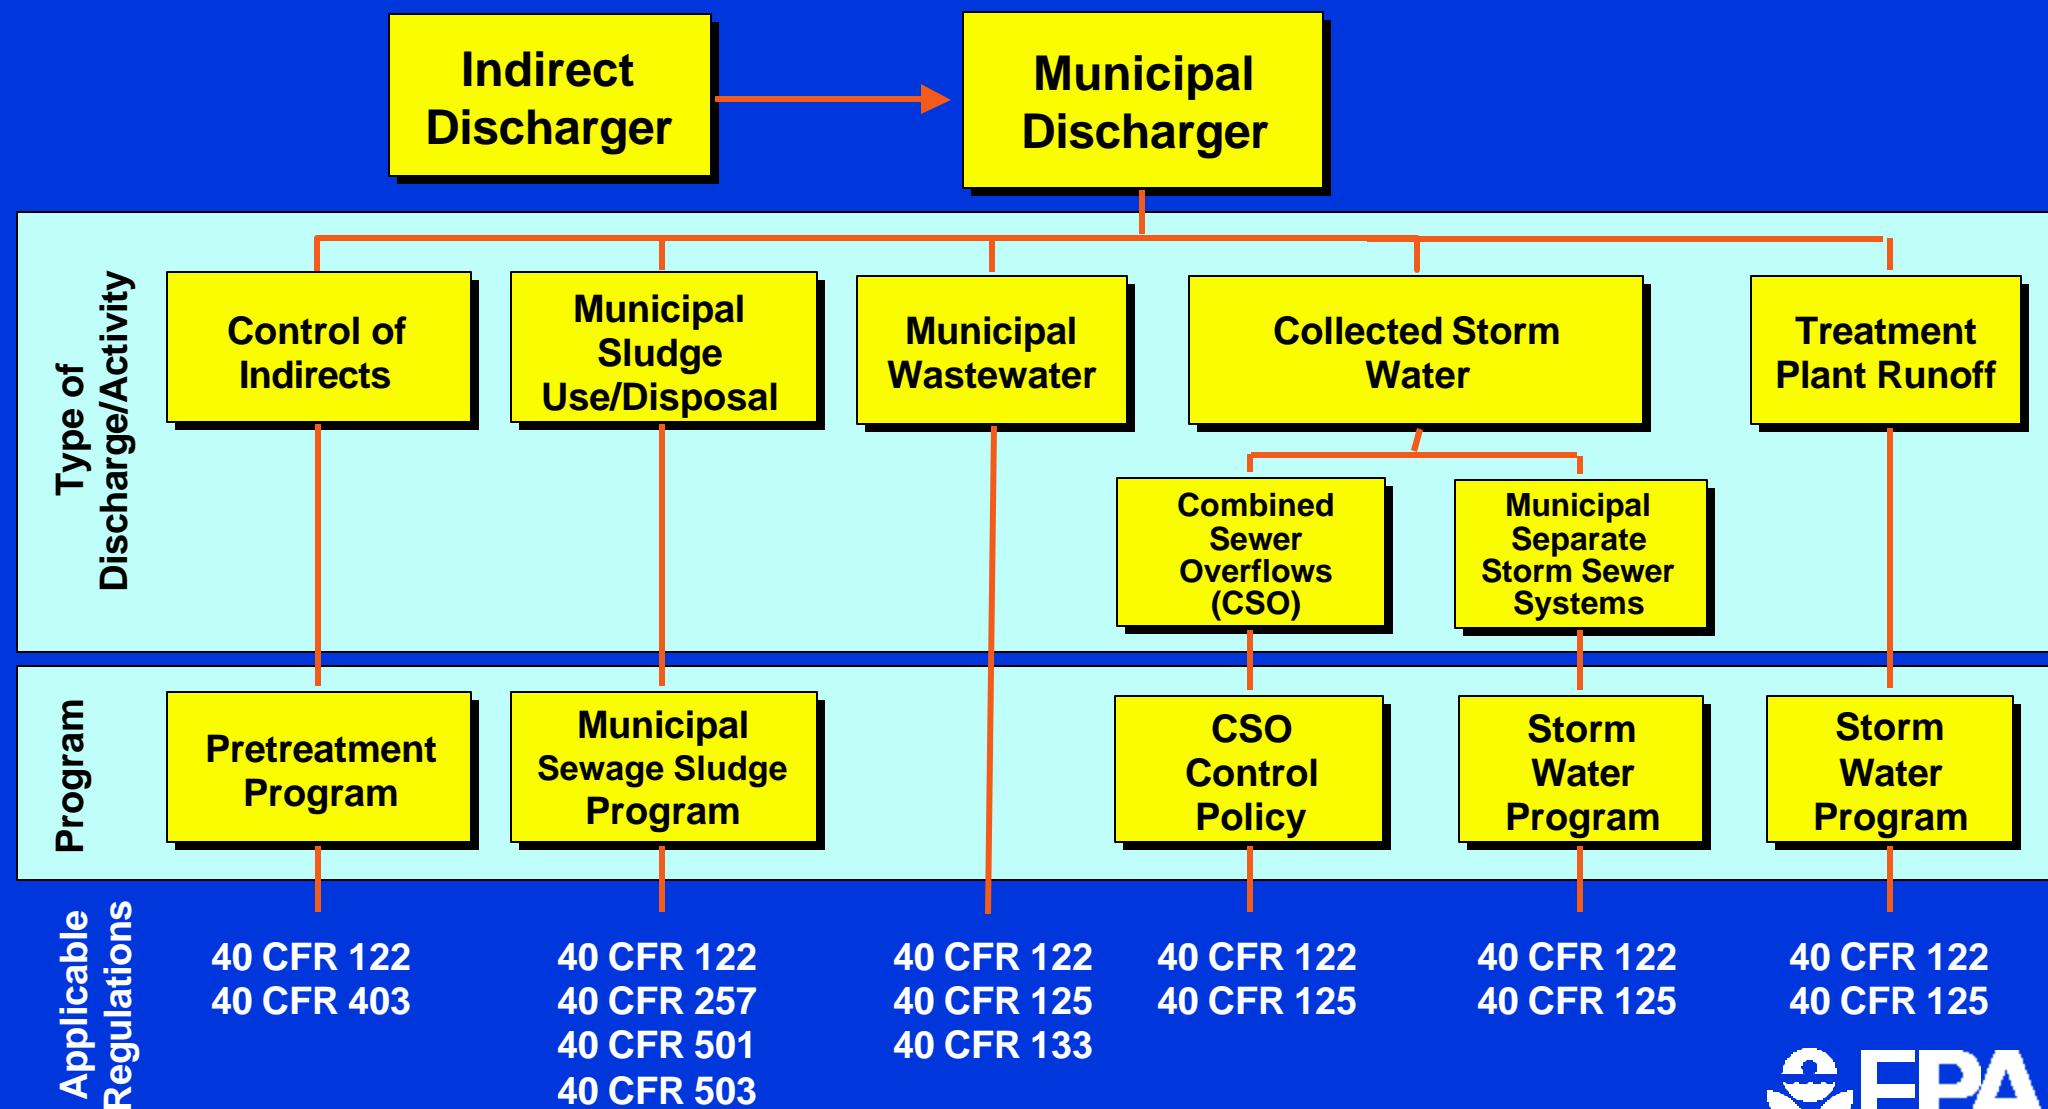 Indirect
Discharger
Municipal
Discharger
Type of
Discharge/Activity
Control of
Indirects
Municipal
Sludge
Use/Disposal
Municipal
Wastewater
Collected Storm
Water
Treatment
Plant Runoff
Combined
Sewer
Overflows
(CSO)
Municipal
Separate
Storm Sewer
Systems
Program
Pretreatment
Program
Municipal
Sewage Sludge
Program
CSO
Control
Policy
Storm
Water
Program
Storm
Water
Program
Applicable
Regulations
40 CFR 122
40 CFR 403
40 CFR 122
40 CFR 257
40 CFR 501
40 CFR 503
40 CFR 122
40 CFR 125
40 CFR 133
40 CFR 122
40 CFR 125
40 CFR 122
40 CFR 125
40 CFR 122
40 CFR 125
EPA